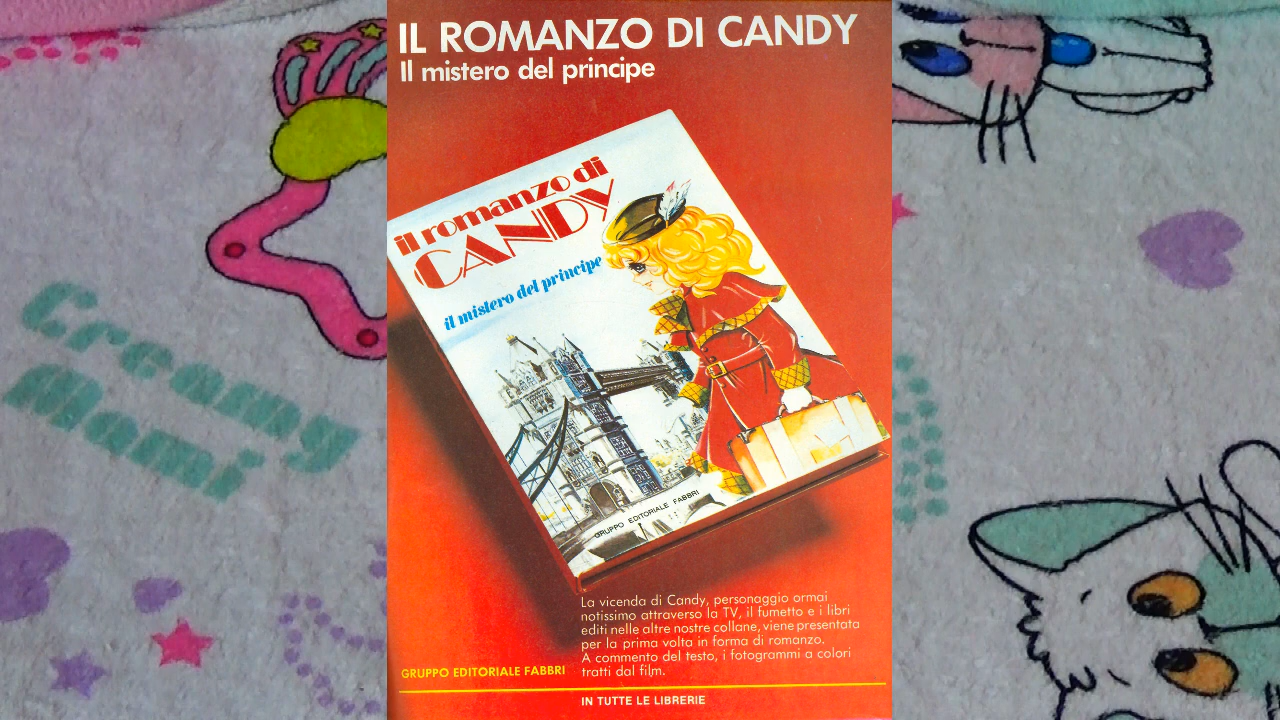 IL ROMANZO DI CANDY
Il mistero del principe
il romanzo di
CANDY
il mistero del principe
GRUPPO EDITORIALE FABBRI
La vicenda di Candy, personaggio ormai
notissimo attraverso la TV, il fumetto e i libri
editi nelle altre nostre collane, viene presentata
per la prima volta in forma di romanzo.
A commento del testo, i fotogrammi a colori
tratti dal film.
GRUPPO EDITORIALE FABBRI
IN TUTTE LE LIBRERIE
Creamy
Mami